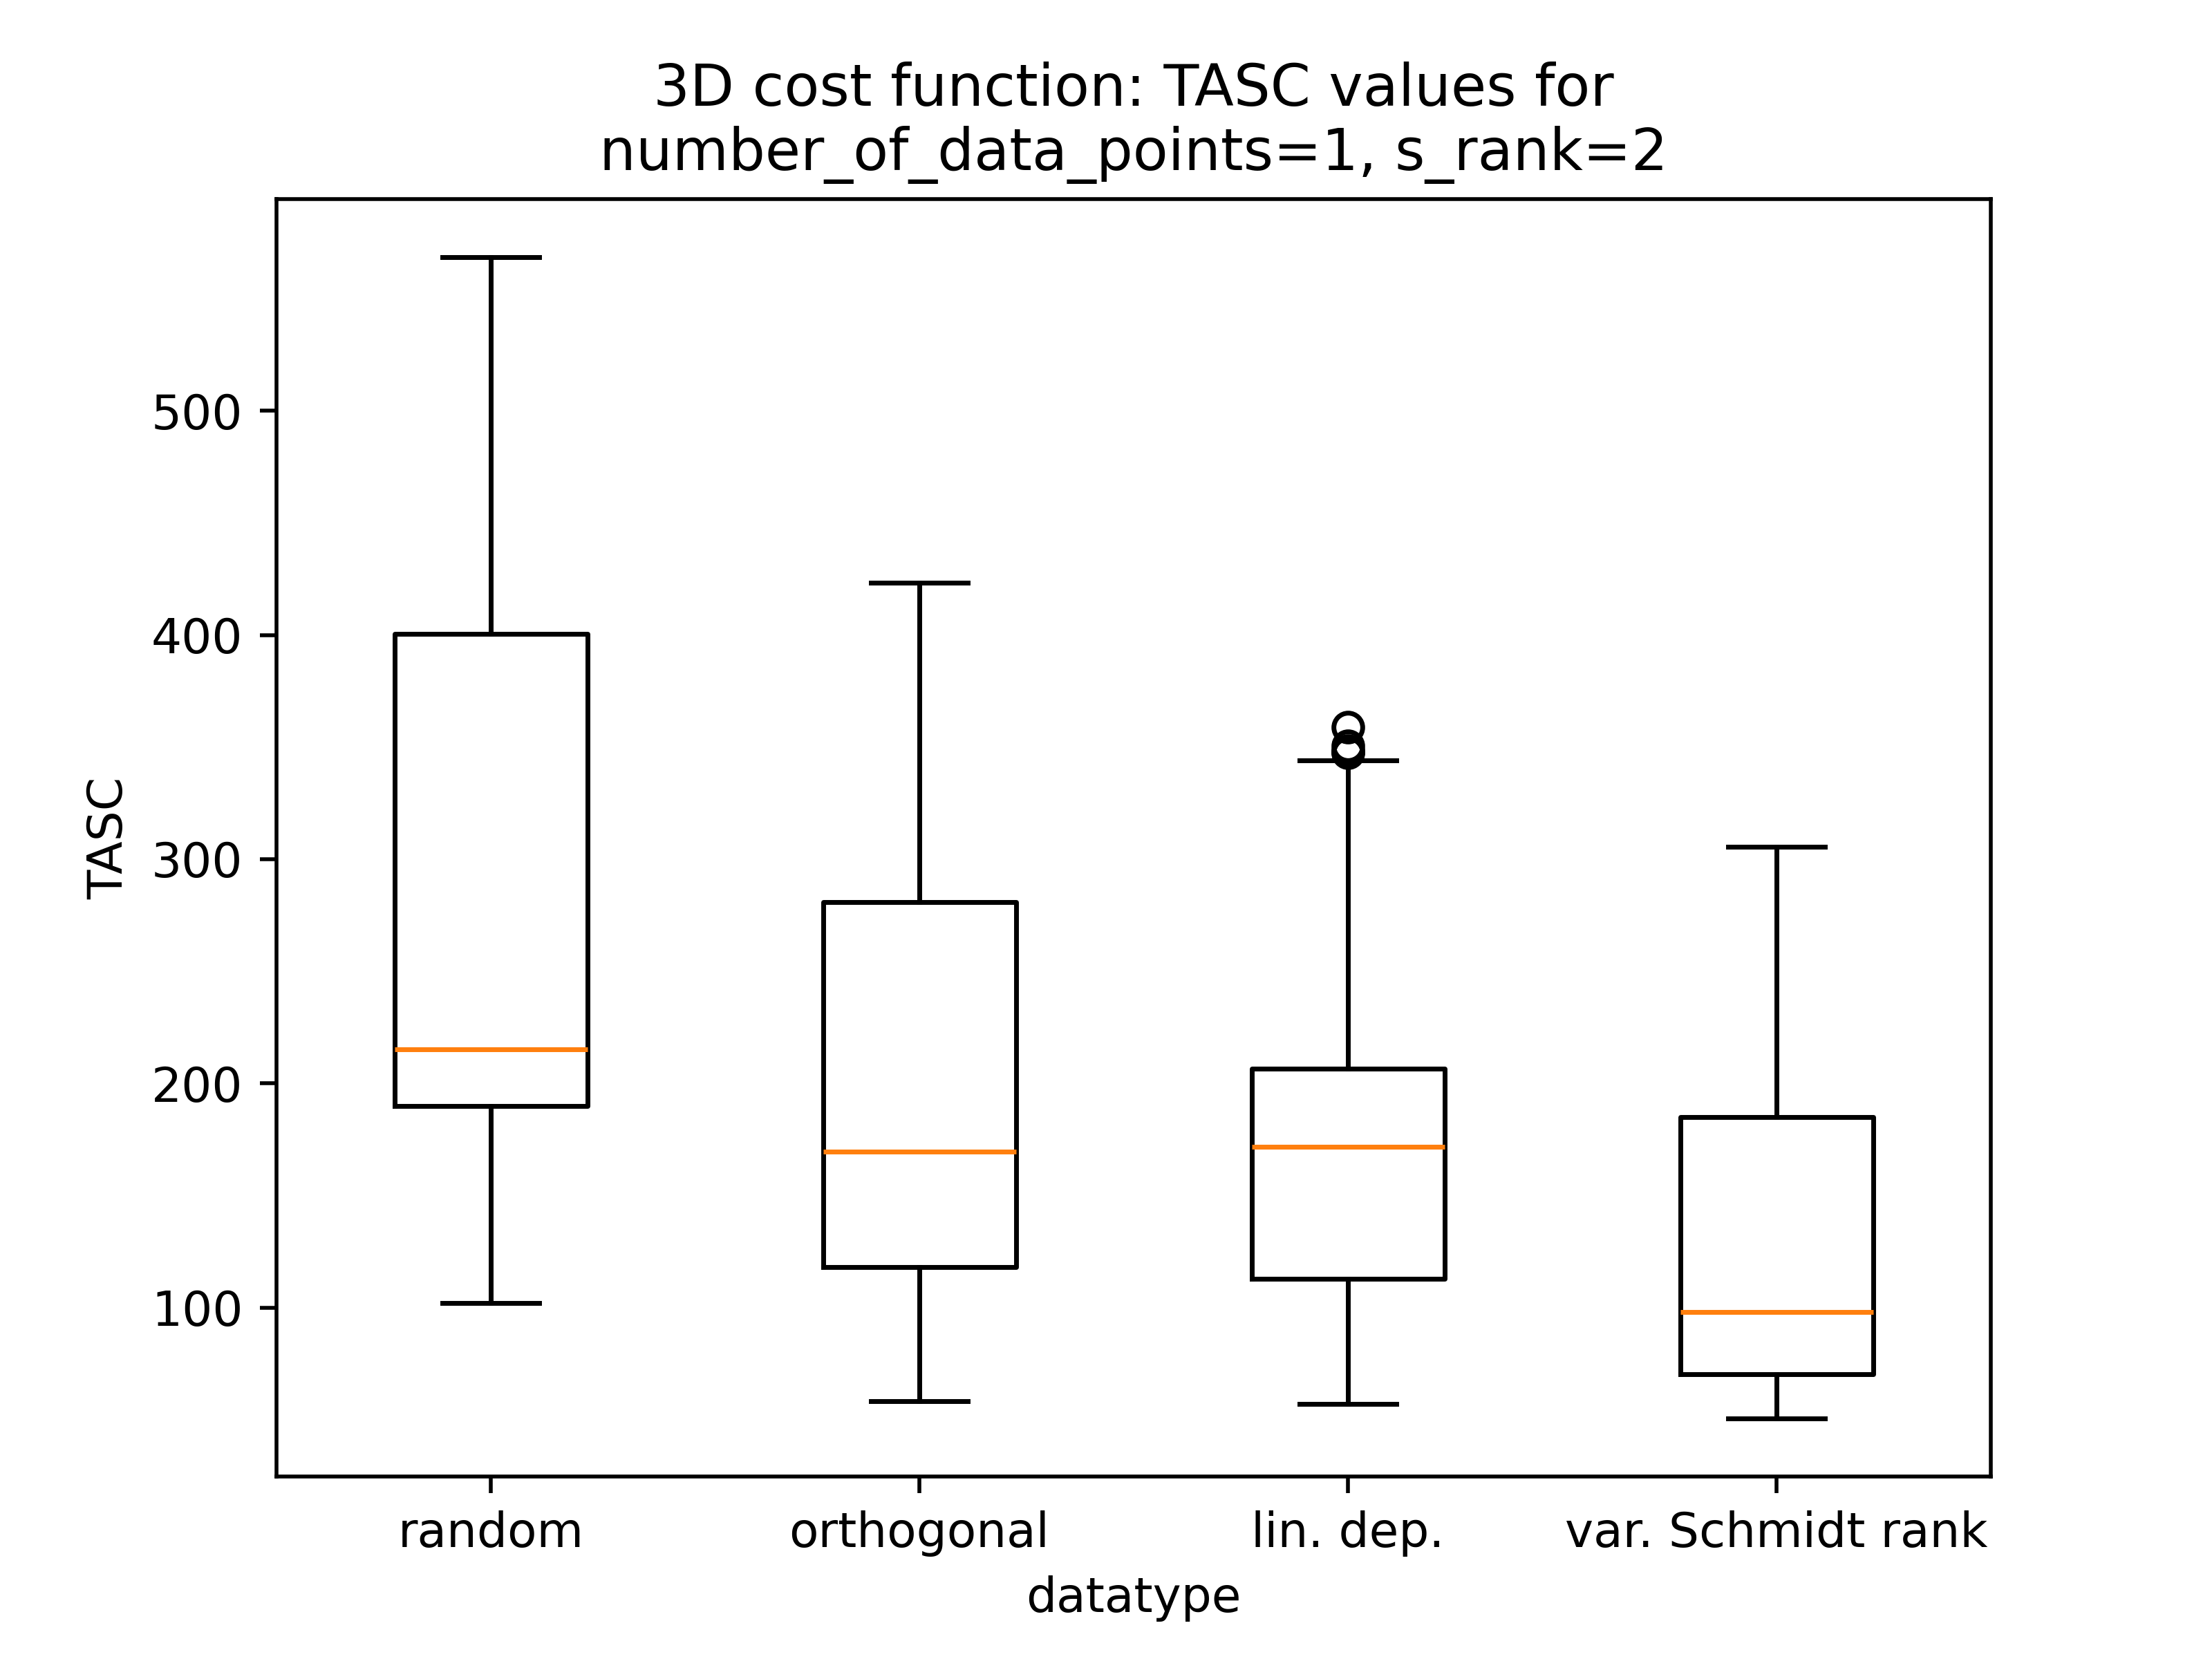 3D cost function: TASC values for
number_of_data_points=1, s_rank=2
TASC
500
400
300
200
100
random
orthogonal
lin. dep.
var. Schmidt rank
datatype